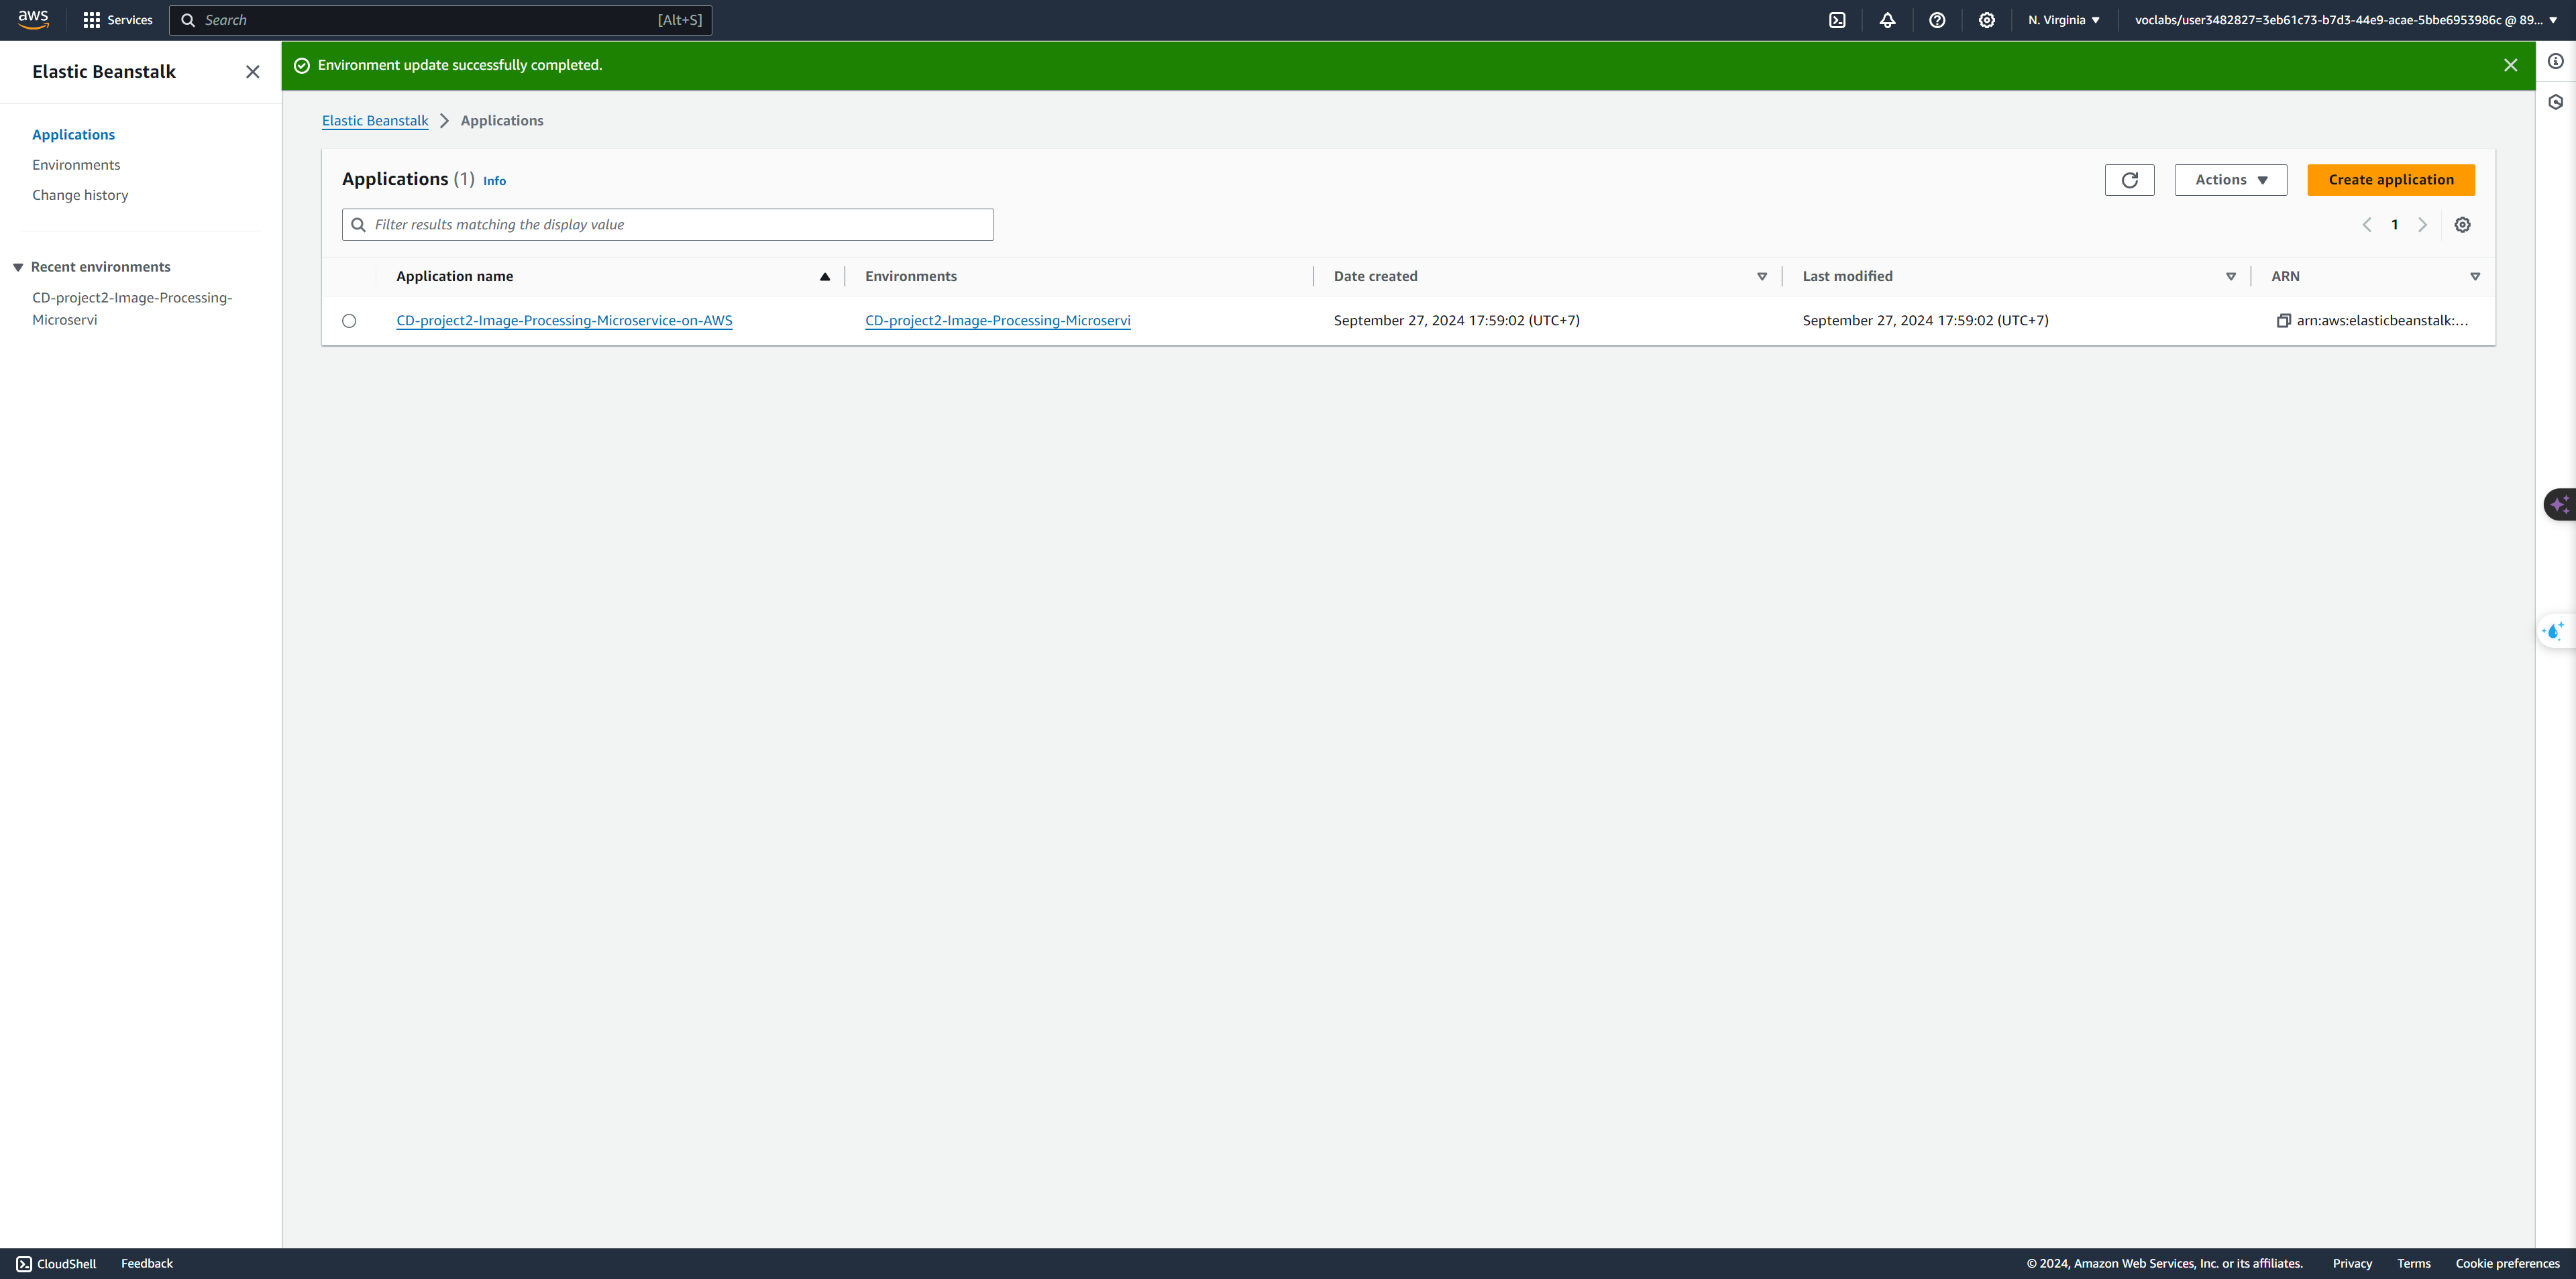 aws Services Search [Alt+S] N. Virginia voclabs/user3482827=3eb61c73-b7d3-44e9-acae-5bbe6953986c @ 89...
Elastic Beanstalk
Environment update successfully completed.
Applications
Environments
Change history
Recent environments
CD-project2-Image-Processing-
Microservi
Elastic Beanstalk Applications
Applications (1) Info Actions Create application
Filter results matching the display value 1
Application name Environments Date created Last modified ARN
CD-project2-Image-Processing-Microservice-on-AWS CD-project2-Image-Processing-Microservi September 27, 2024 17:59:02 (UTC+7) September 27, 2024 17:59:02 (UTC+7) arn:aws:elasticbeanstalk:...
CloudShell Feedback © 2024, Amazon Web Services, Inc. or its affiliates. Privacy Terms Cookie preferences